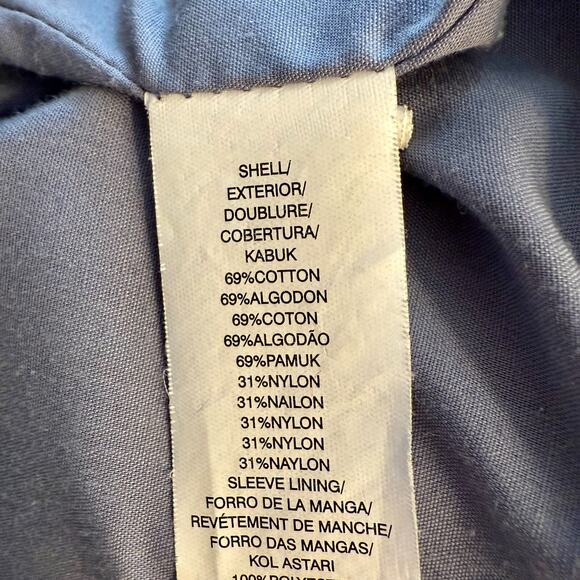 SHELL/
EXTERIOR/
DOUBLURE/
COBERTURA/
KABUK
69%COTTON
69%ALGODON
69%COTON
69%ALGODÃO
69%PAMUK
31%NYLON
31%NAILON
31%NYLON
31%NYLON
31%NAYLON
SLEEVE LINING/
FORRO DE LA MANGA/
REVÉTEMENT DE MANCHE/
FORRO DAS MANGAS/
KOL ASTARI